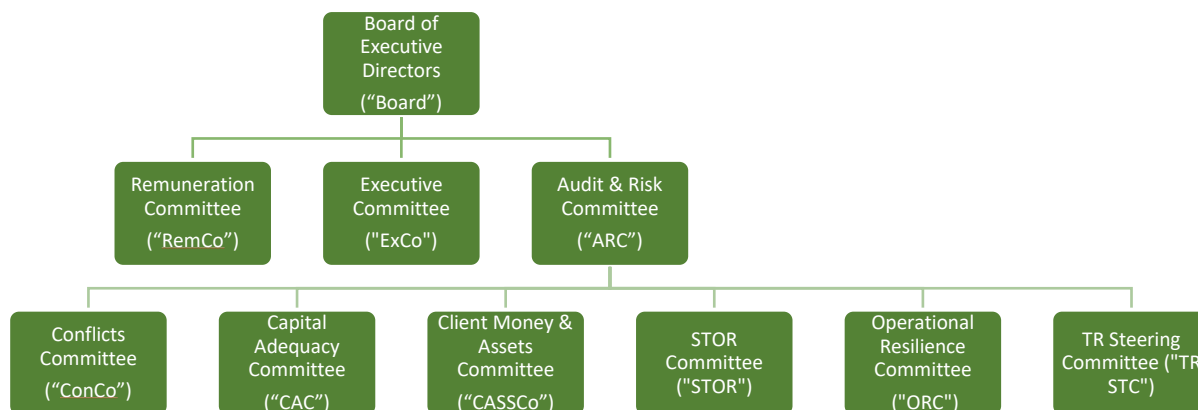 Board of
Executive
Directors
(“Board”)
Remuneration
Committee
(“RemCo”)
Executive
Committee
("ExCo")
Audit & Risk
Committee
(“ARC”)
Conflicts
Committee
(“ConCo”)
Capital
Adequacy
Committee
(“CAC”)
Client Money &
Assets
Committee
(“CASSCo”)
STOR
Committee
("STOR")
Operational
Resilience
Committee
("ORC")
TR Steering
Committee ("TR
STC")